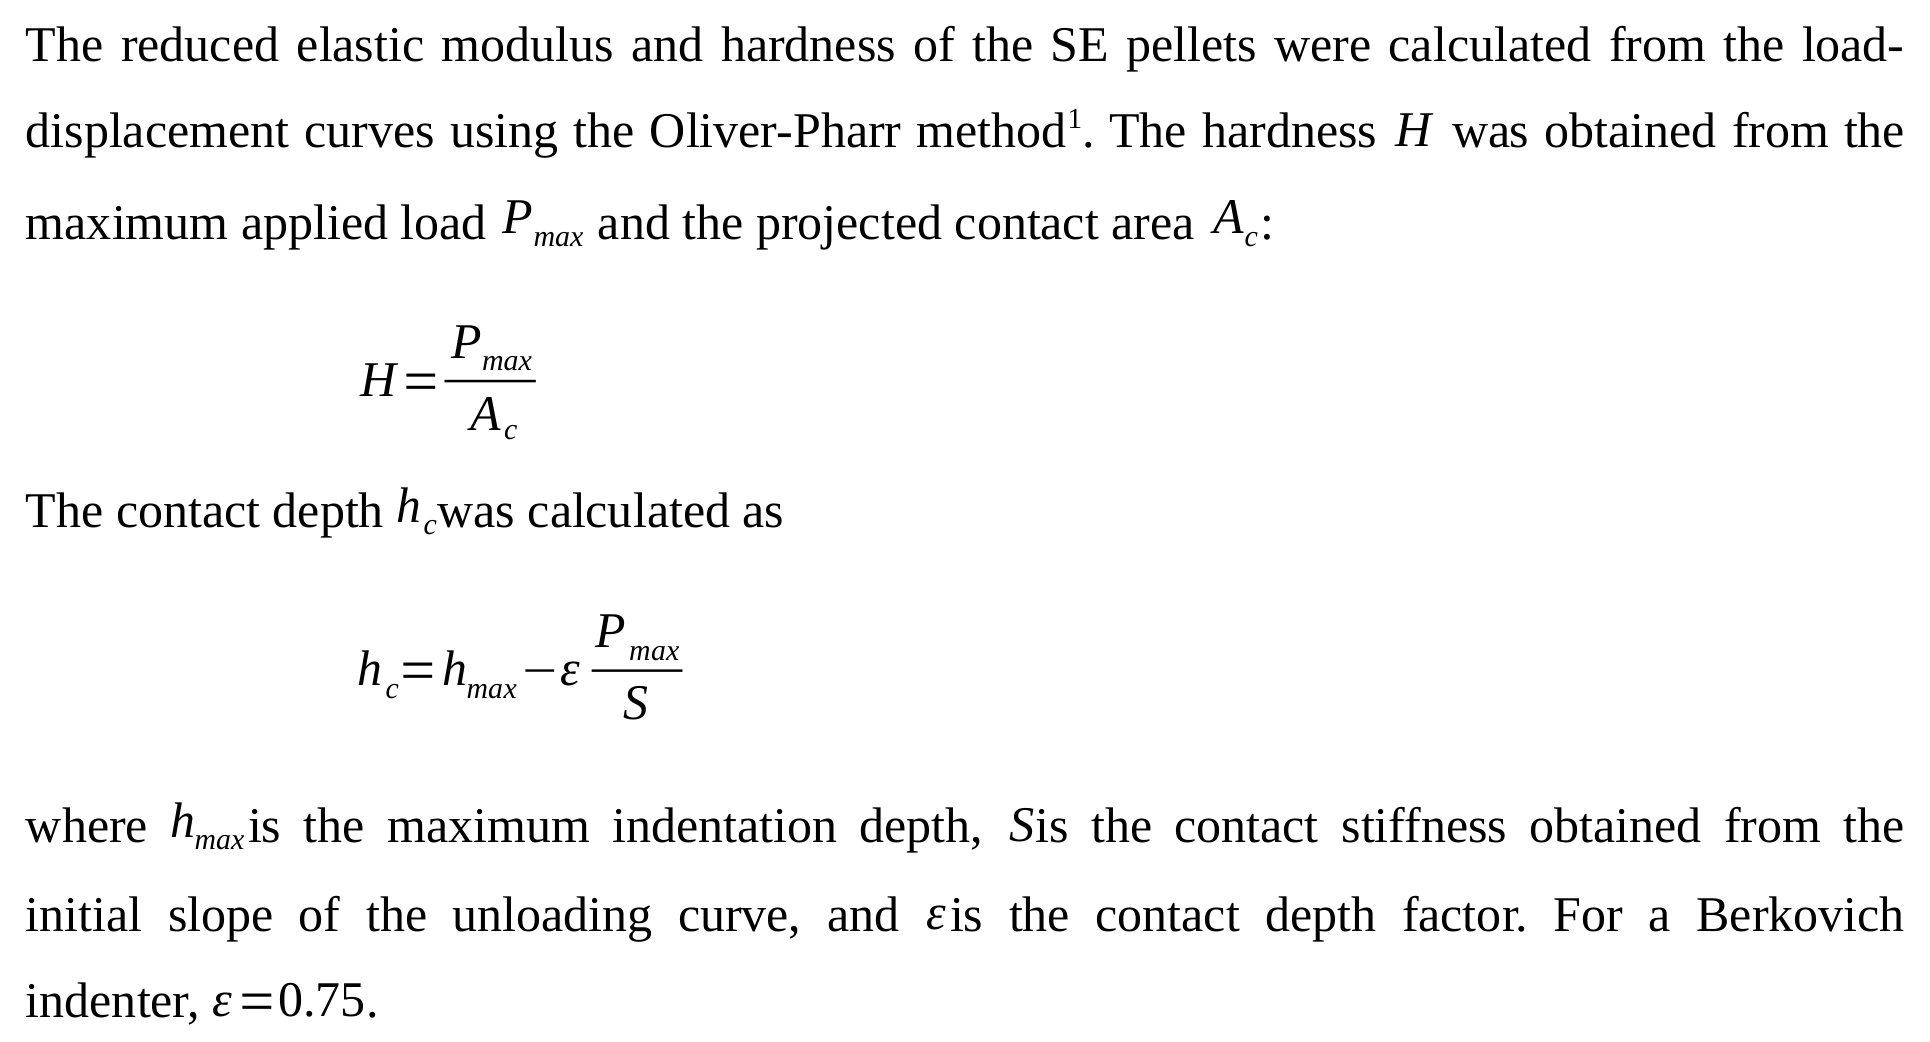 The reduced elastic modulus and hardness of the SE pellets were calculated from the load-
displacement curves using the Oliver-Pharr method¹. The hardness H was obtained from the
maximum applied load P_max and the projected contact area A_c:
H = P_max / A_c
The contact depth h_c was calculated as
h_c = h_max − ε P_max / S
where h_max is the maximum indentation depth, S is the contact stiffness obtained from the
initial slope of the unloading curve, and ε is the contact depth factor. For a Berkovich
indenter, ε = 0.75.